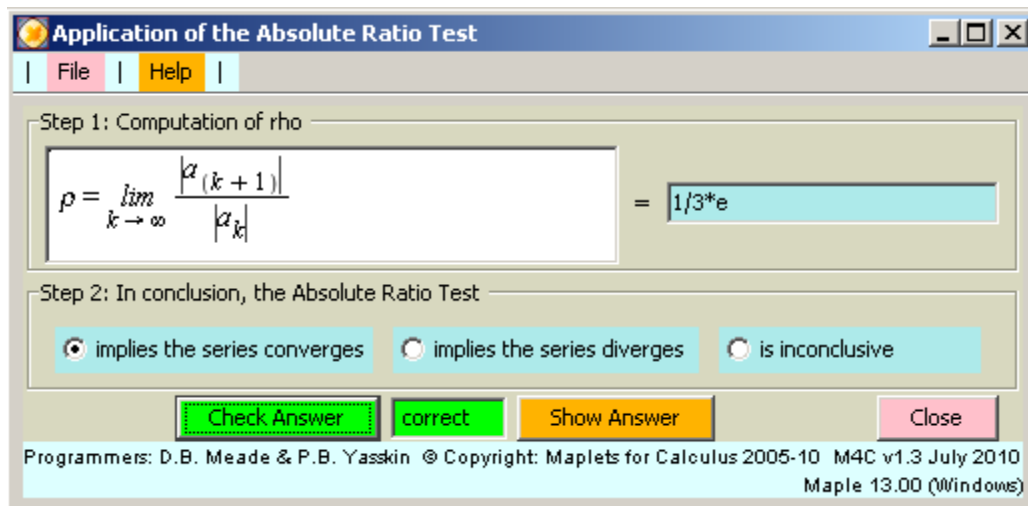 Application of the Absolute Ratio Test
| File | Help |
Step 1: Computation of rho
ρ = lim k → ∞ |a (k + 1)| / |a k| = 1/3*e
Step 2: In conclusion, the Absolute Ratio Test
implies the series converges implies the series diverges is inconclusive
Check Answer correct Show Answer Close
Programmers: D.B. Meade & P.B. Yasskin © Copyright: Maplets for Calculus 2005-10 M4C v1.3 July 2010
Maple 13.00 (Windows)